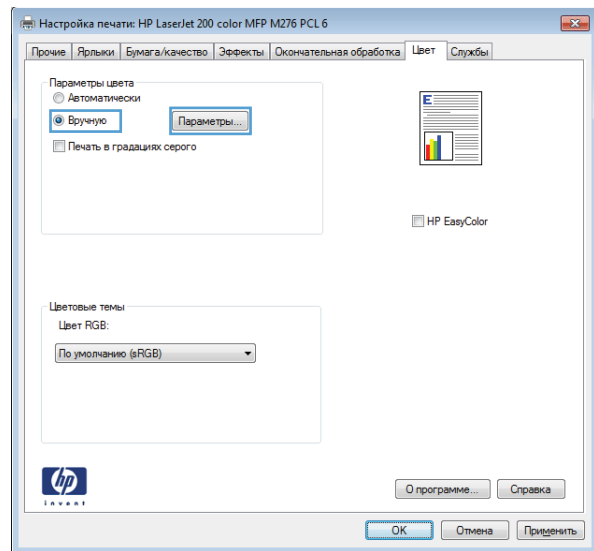 Настройка печати: HP LaserJet 200 color MFP M276 PCL 6
Прочие Ярлыки Бумага/качество Эффекты Окончательная обработка Цвет Службы
Параметры цвета
Автоматически
Вручную Параметры...
Печать в градациях серого
E
HP EasyColor
Цветовые темы
Цвет RGB:
По умолчанию (sRGB)
hp
invent
О программе... Справка
OK Отмена Применить